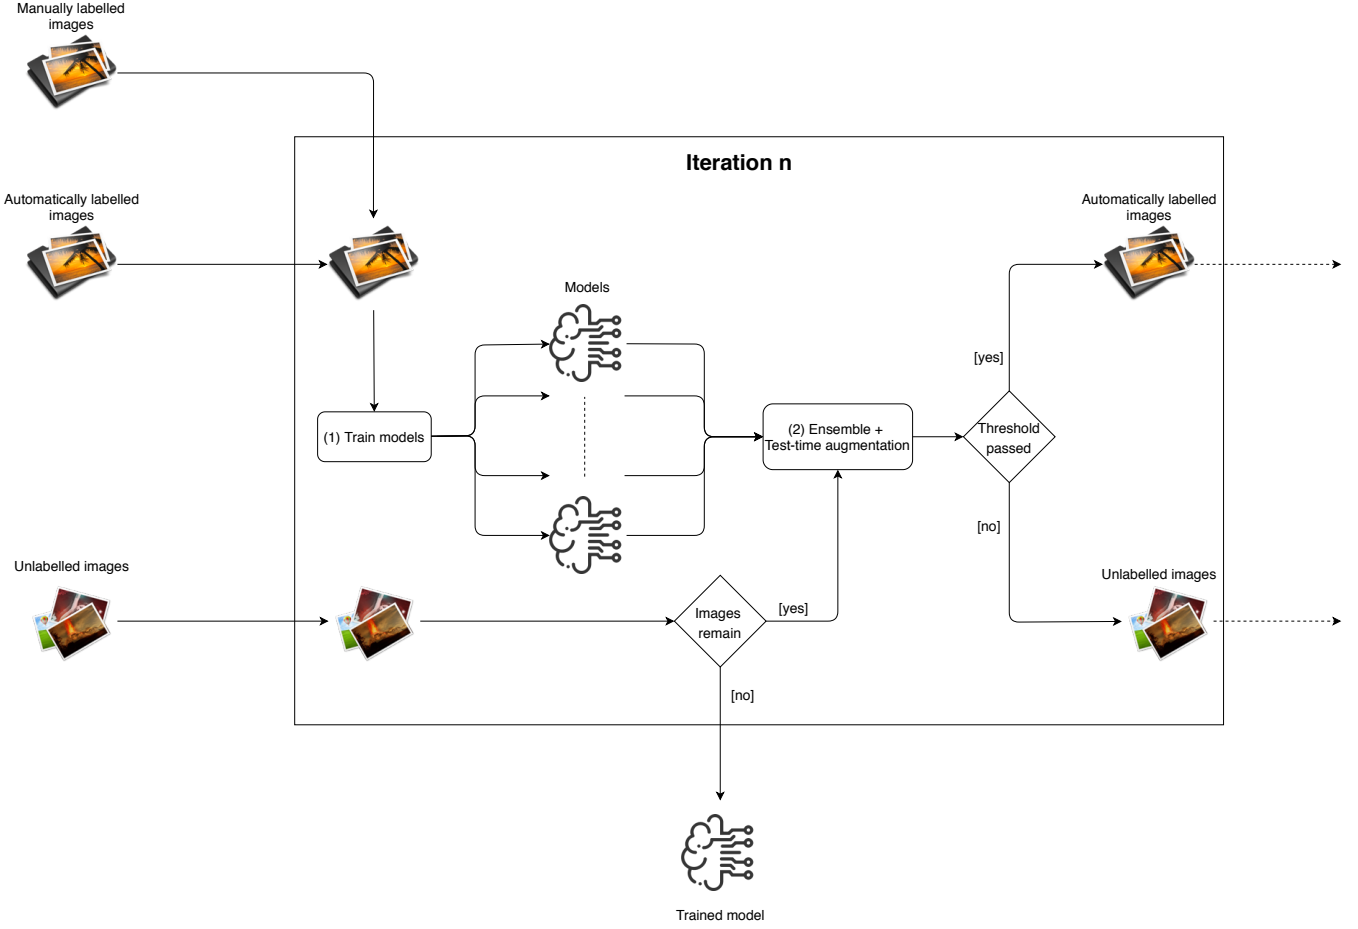 Manually labelled
images
Iteration n
Automatically labelled
images
Automatically labelled
images
Models
[yes]
(1) Train models
(2) Ensemble +
Test-time augmentation
Threshold
passed
[no]
Unlabelled images
Unlabelled images
Images
remain
[yes]
[no]
Trained model